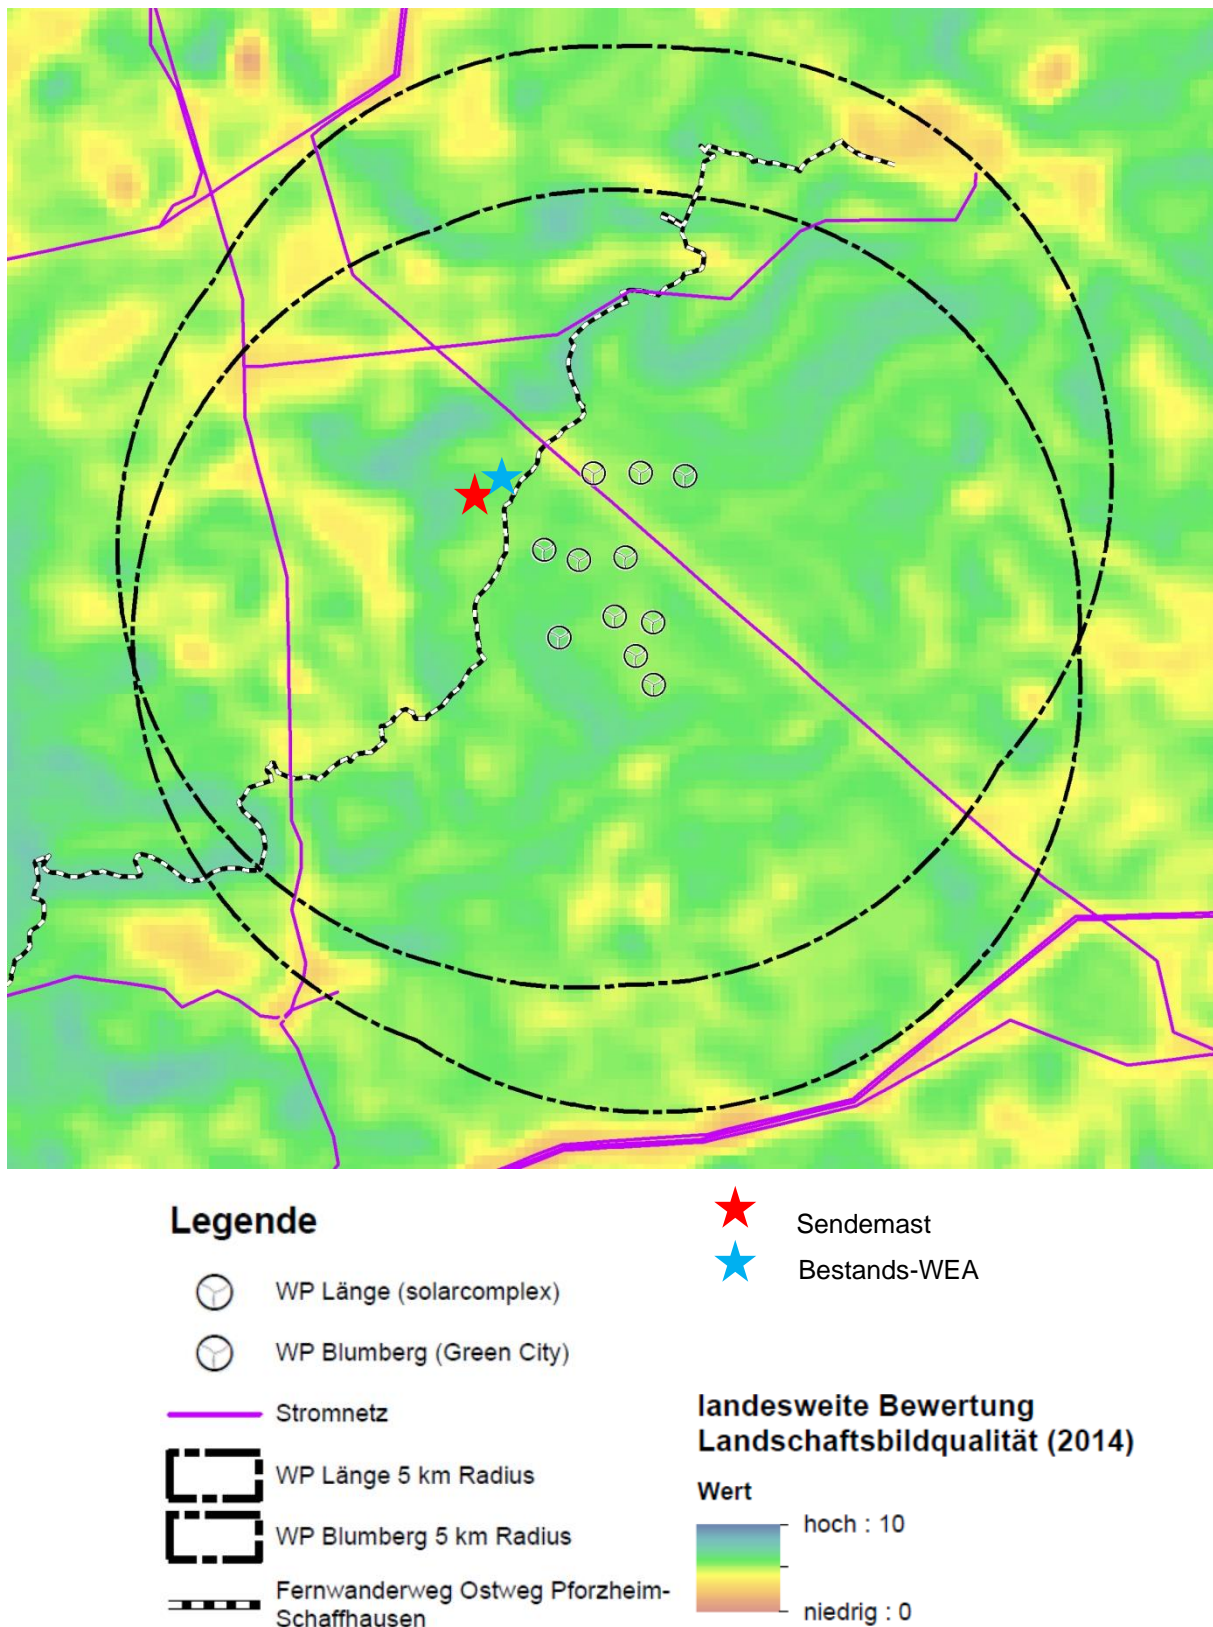 Legende
WP Länge (solarcomplex)
WP Blumberg (Green City)
Stromnetz
WP Länge 5 km Radius
WP Blumberg 5 km Radius
Fernwanderweg Ostweg Pforzheim-
Schaffhausen
Sendemast
Bestands-WEA
landesweite Bewertung
Landschaftsbildqualität (2014)
Wert
hoch : 10
niedrig : 0